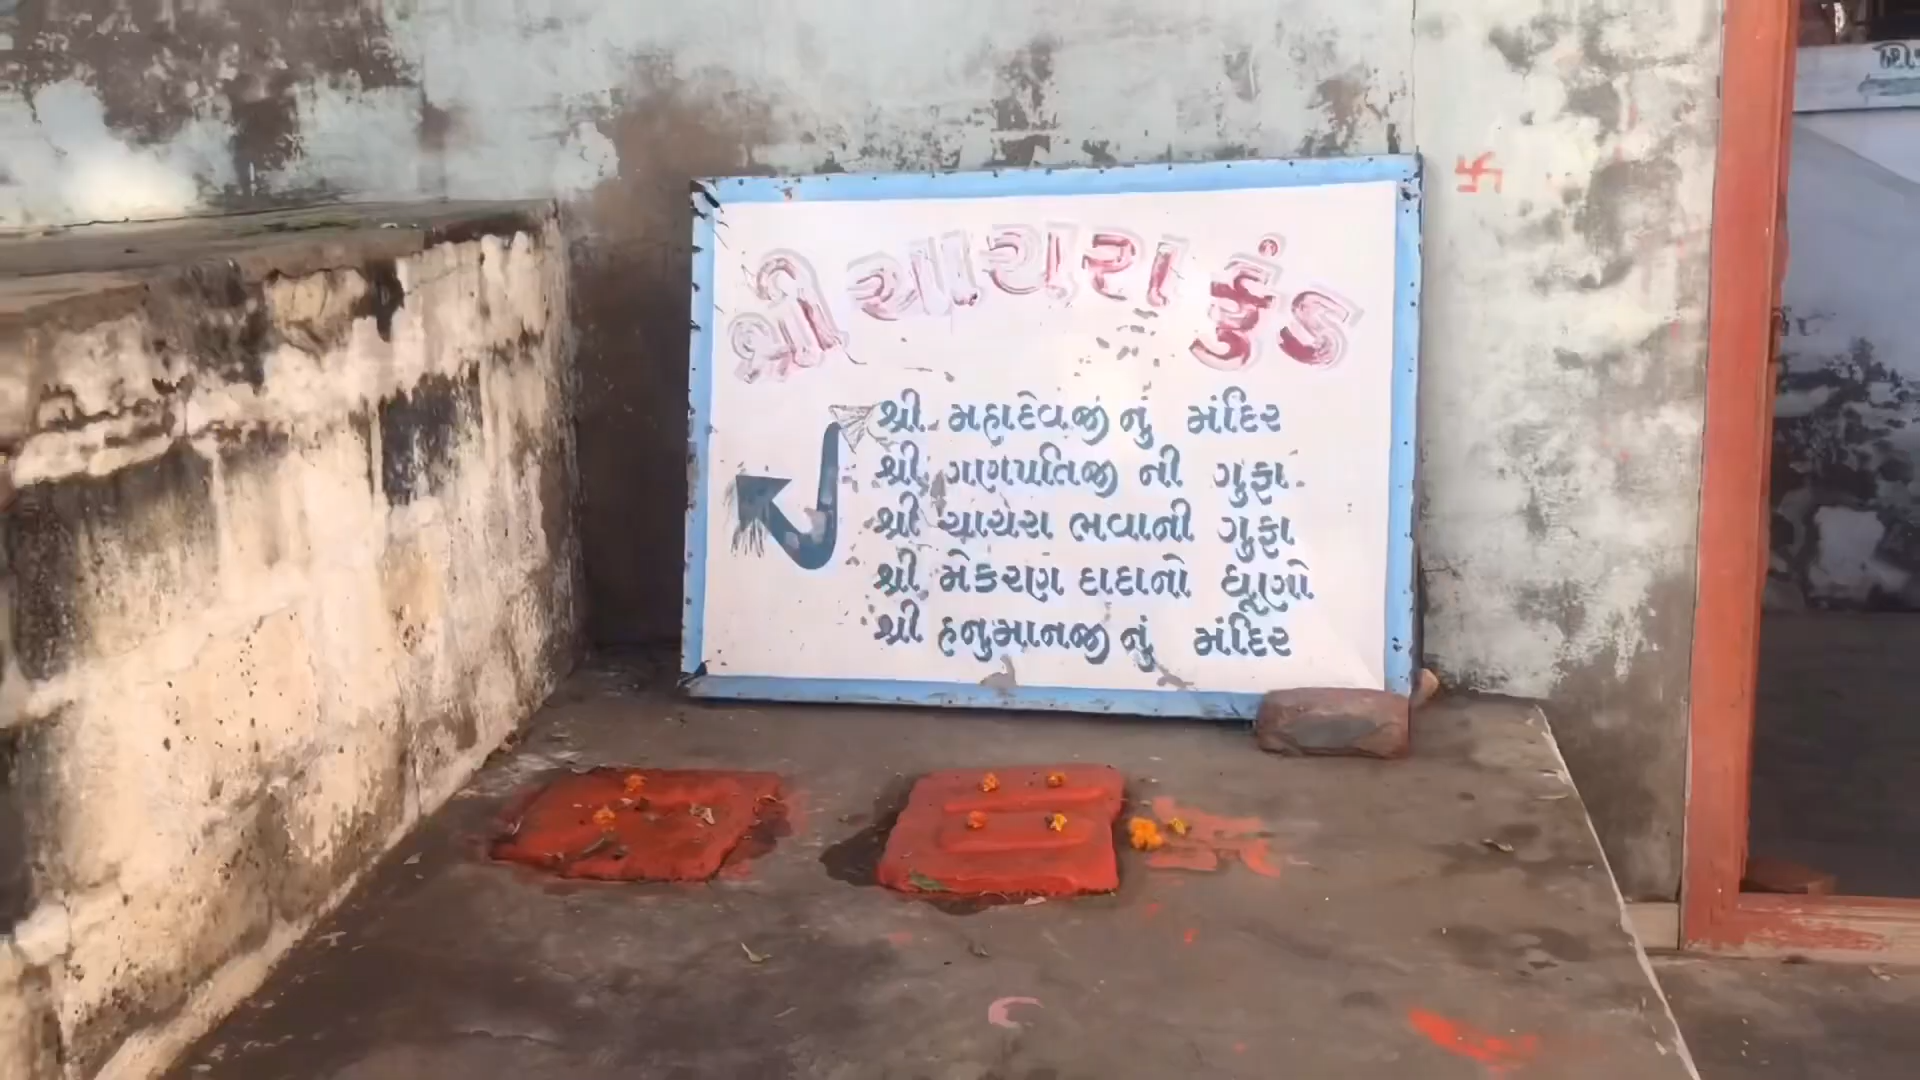 શ્રી ચાચરા કુંડ
શ્રી મહાદેવજી નું મંદિર
શ્રી ગણપતિજી ની ગુફા
શ્રી ચાચરા ભવાની ગુફા
શ્રી મેકરણ દાદાનો ધૂણો
શ્રી હનુમાનજી નું મંદિર